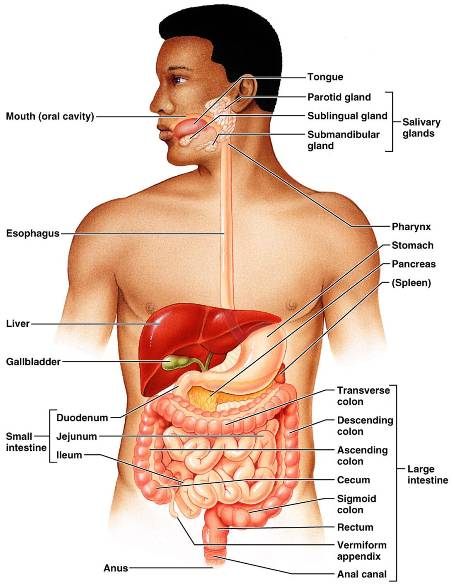 Tongue
Parotid gland
Mouth (oral cavity)
Sublingual gland
Salivary
glands
Submandibular
gland
Pharynx
Esophagus
Stomach
Pancreas
(Spleen)
Liver
Gallbladder
Transverse
colon
Duodenum
Descending
colon
Small
intestine
Jejunum
Ileum
Ascending
colon
Large
intestine
Cecum
Sigmoid
colon
Rectum
Vermiform
appendix
Anus
Anal canal